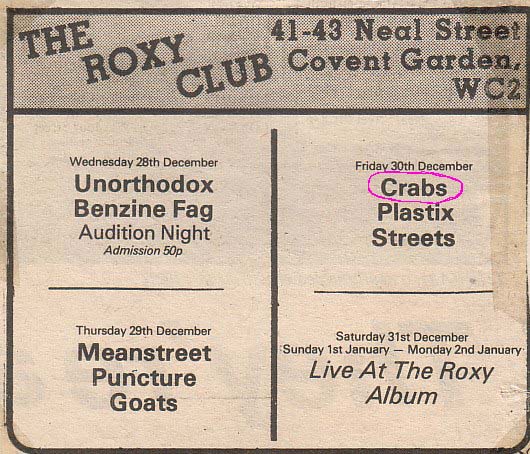 THE ROXY CLUB
41-43 Neal Street
Covent Garden,
WC2
Wednesday 28th December
Unorthodox
Benzine Fag
Audition Night
Admission 50p
Thursday 29th December
Meanstreet
Puncture
Goats
Friday 30th December
Crabs
Plastix
Streets
Saturday 31st December
Sunday 1st January — Monday 2nd January
Live At The Roxy
Album